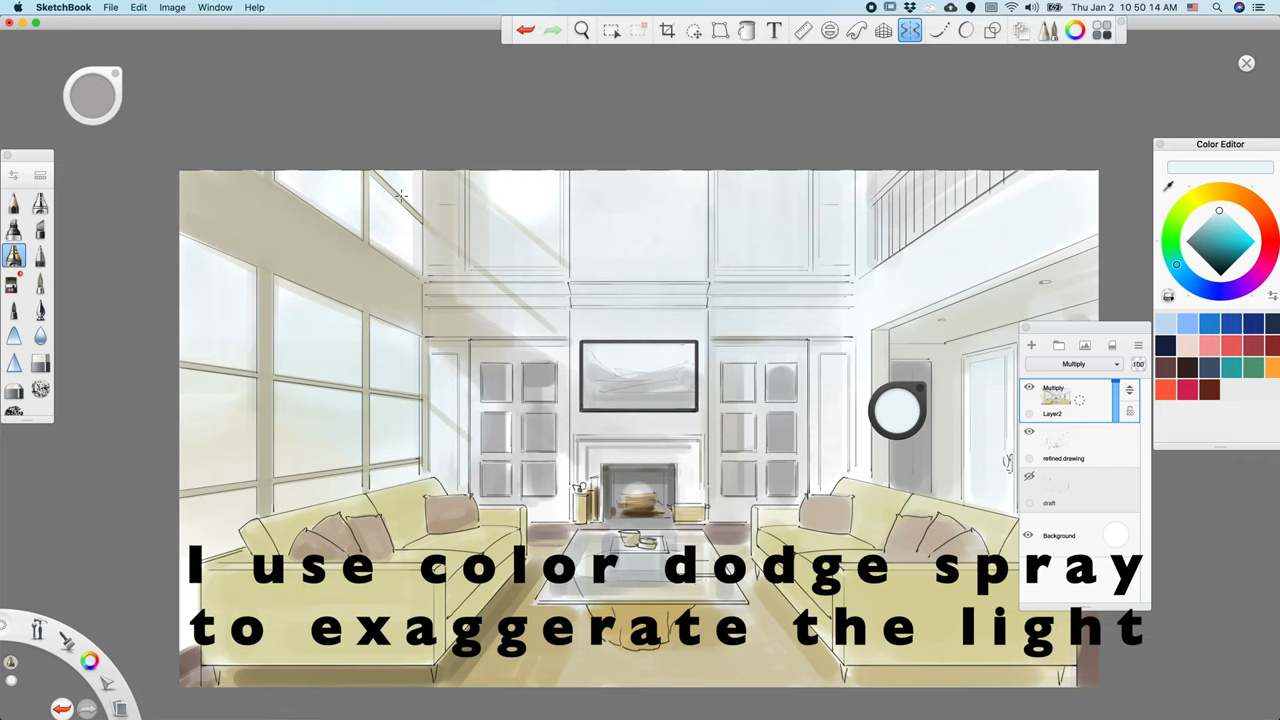 SketchBook File Edit Image Window Help Thu Jan 2 10 50 14 AM
T
Color Editor
Multiply 100
Multiply
Layer2
refined drawing
draft
Background
I use color dodge spray
to exaggerate the light